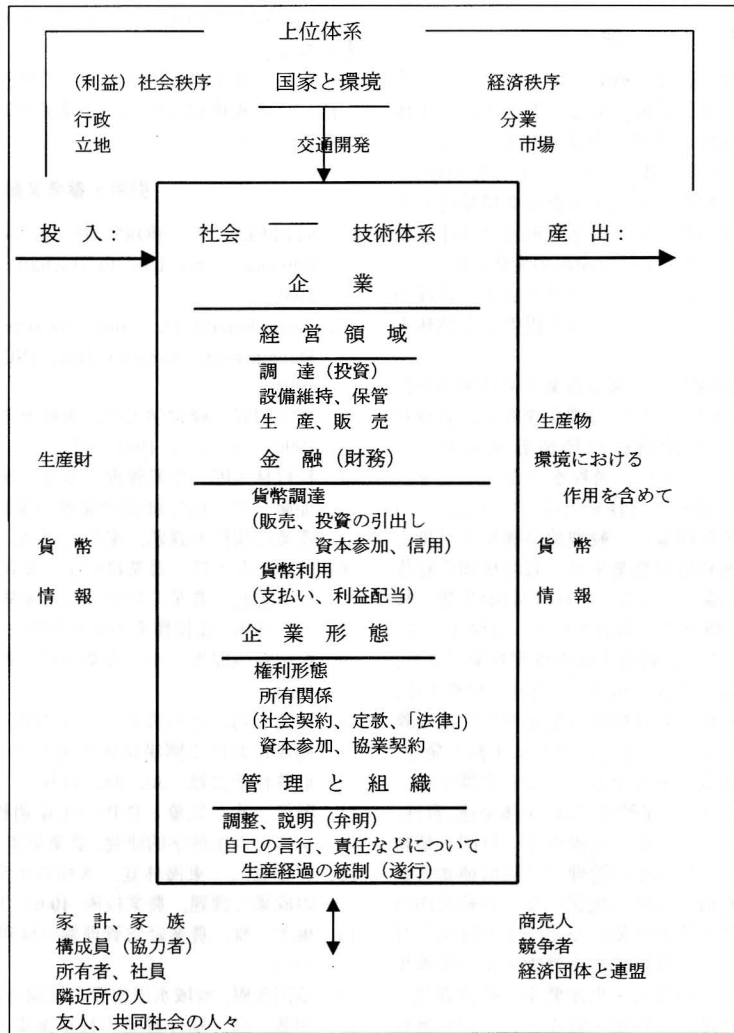 上位体系
(利益) 社会秩序 国家と環境 経済秩序
行政 分業
立地 交通開発 市場
投 入: 社会 技術体系 産 出:
企 業
経 営 領 域
調 達 (投資)
設備維持、保管
生 産、販 売 生産物
生産財 金 融 (財務) 環境における
作用を含めて
貨幣調達
(販売、投資の引出し
貨 幣 資本参加、信用) 貨 幣
貨幣利用
情 報 (支払い、利益配当) 情 報
企 業 形 態
権利形態
所有関係
(社会契約、定款、「法律」)
資本参加、協業契約
管 理 と 組 織
調整、説明 (弁明)
自己の言行、責任などについて
生産経過の統制 (遂行)
家 計、家 族 商売人
構成員 (協力者) 競争者
所有者、社員 経済団体と連盟
隣近所の人
友人、共同社会の人々